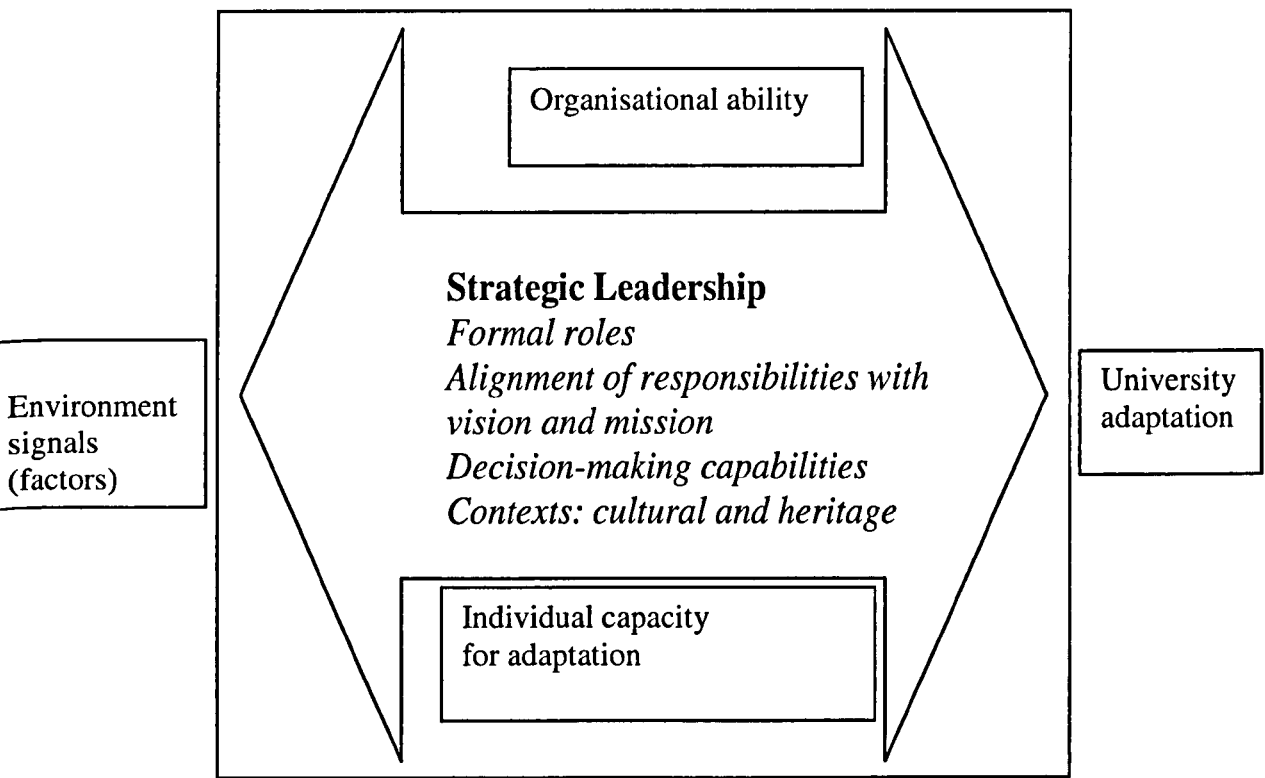 Organisational ability
Strategic Leadership
Formal roles
Alignment of responsibilities with
vision and mission
Decision-making capabilities
Contexts: cultural and heritage
Environment
signals
(factors)
University
adaptation
Individual capacity
for adaptation